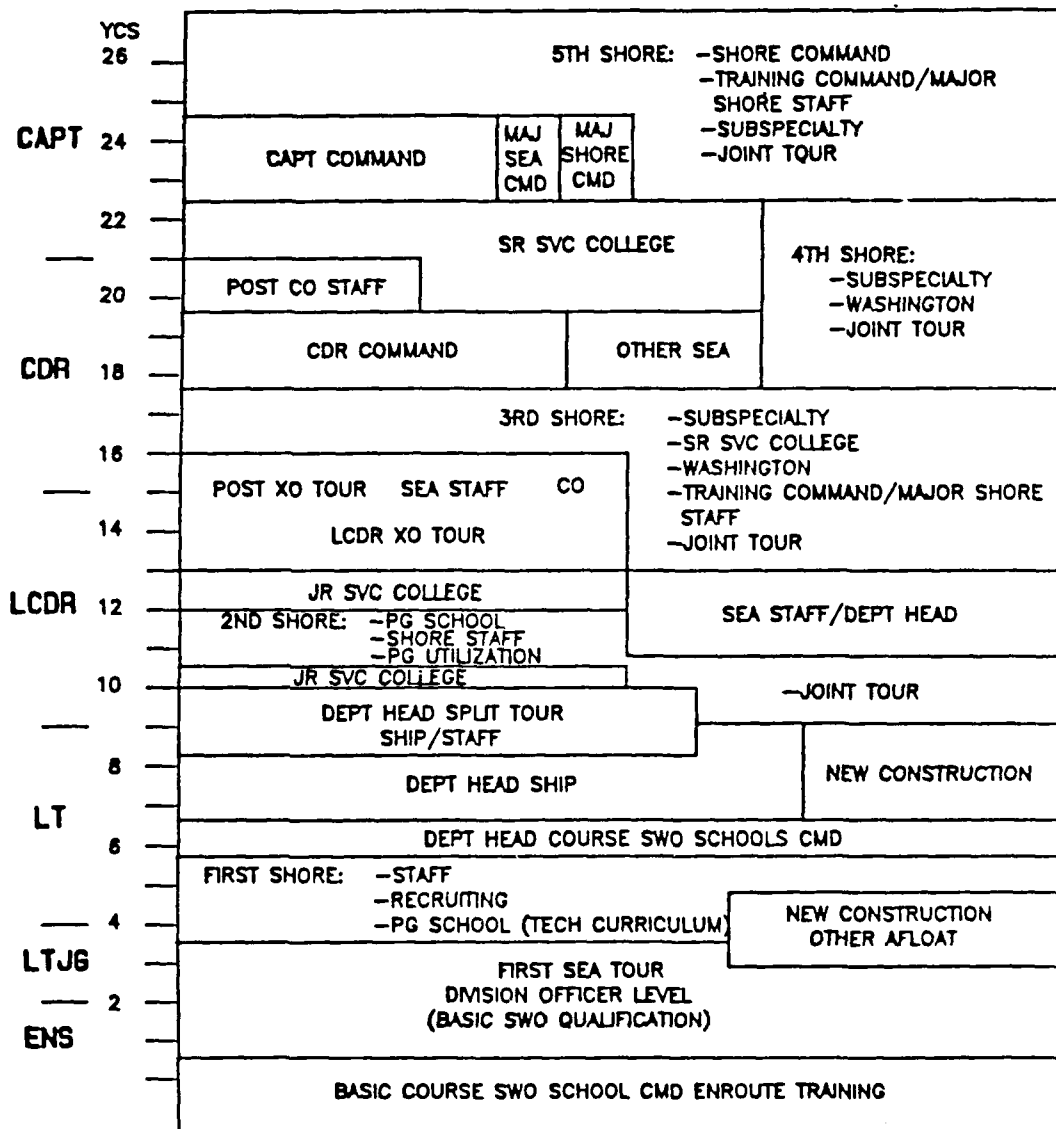 YCS
26
5TH SHORE: -SHORE COMMAND
-TRAINING COMMAND/MAJOR
SHORE STAFF
-SUBSPECIALTY
-JOINT TOUR
CAPT
24
CAPT COMMAND
MAJ
SEA
CMD
MAJ
SHORE
CMD
22
SR SVC COLLEGE
4TH SHORE:
-SUBSPECIALTY
-WASHINGTON
-JOINT TOUR
POST CO STAFF
20
CDR COMMAND
OTHER SEA
CDR
18
3RD SHORE: -SUBSPECIALTY
-SR SVC COLLEGE
-WASHINGTON
-TRAINING COMMAND/MAJOR SHORE
STAFF
-JOINT TOUR
16
POST XO TOUR SEA STAFF CO
14
LCDR XO TOUR
JR SVC COLLEGE
LCDR
12
SEA STAFF/DEPT HEAD
2ND SHORE: -PG SCHOOL
-SHORE STAFF
-PG UTILIZATION
JR SVC COLLEGE
10
-JOINT TOUR
DEPT HEAD SPLIT TOUR
SHIP/STAFF
8
DEPT HEAD SHIP
NEW CONSTRUCTION
LT
6
DEPT HEAD COURSE SWO SCHOOLS CMD
FIRST SHORE: -STAFF
-RECRUITING
-PG SCHOOL (TECH CURRICULUM)
4
NEW CONSTRUCTION
OTHER AFLOAT
LTJG
FIRST SEA TOUR
DIVISION OFFICER LEVEL
(BASIC SWO QUALIFICATION)
2
ENS
BASIC COURSE SWO SCHOOL CMD ENROUTE TRAINING